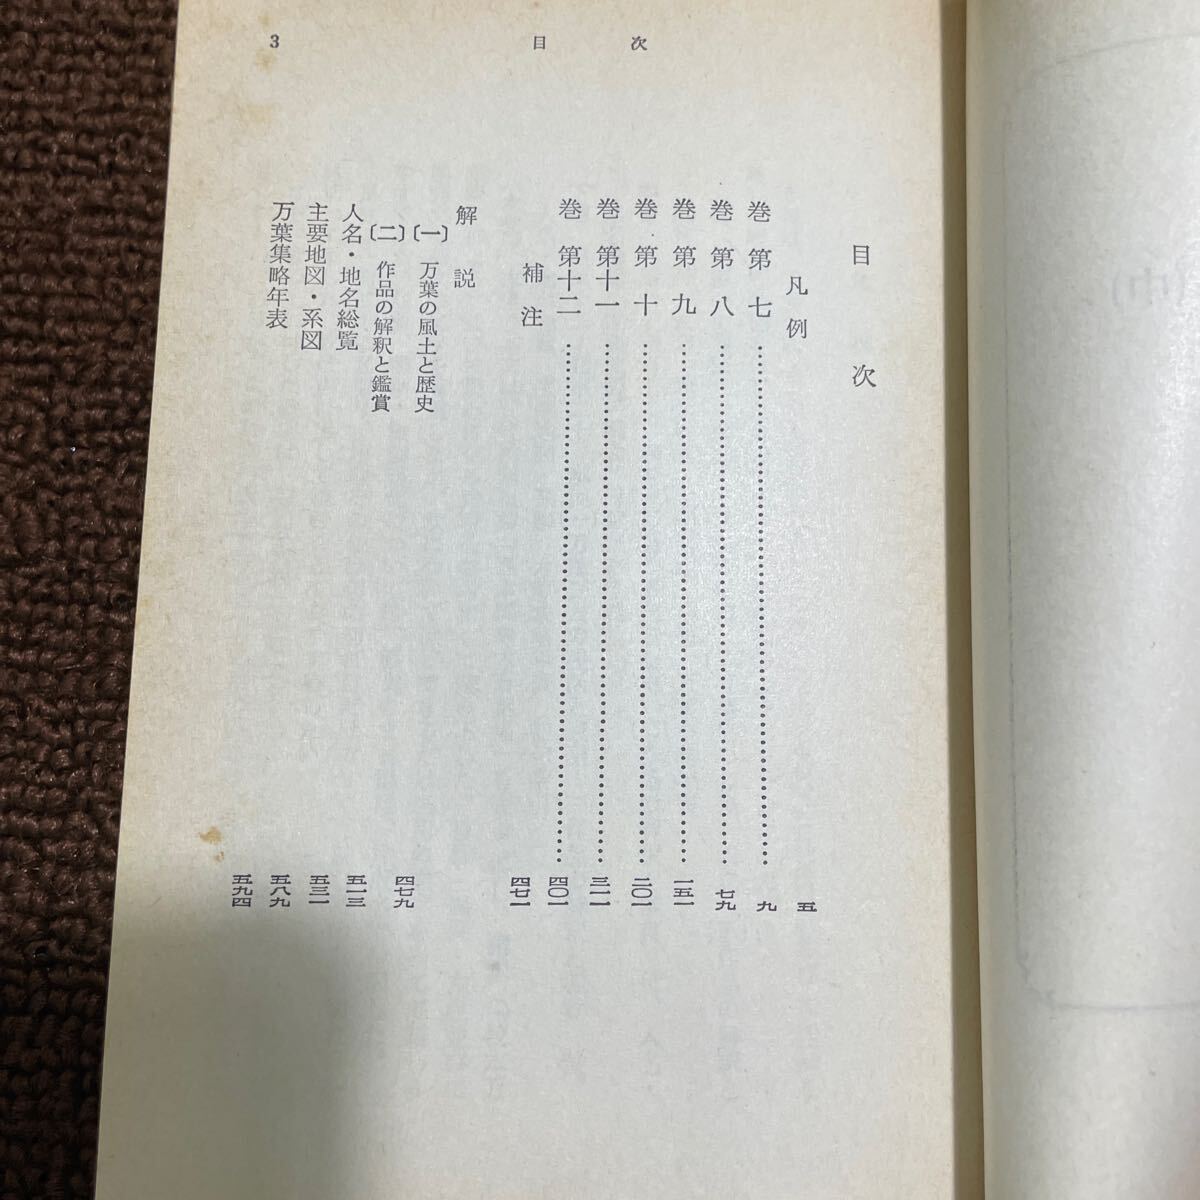 3 目次
目次
凡例 五
巻第七 九
巻第八 七九
巻第九 一五一
巻第十 二〇一
巻第十一 三一一
巻第十二 四〇一
補注 四七一
解説
〔一〕 万葉の風土と歴史 四七九
〔二〕 作品の解釈と鑑賞 五一三
人名・地名総覧 五三一
主要地図・系図 五八九
万葉集略年表 五九四